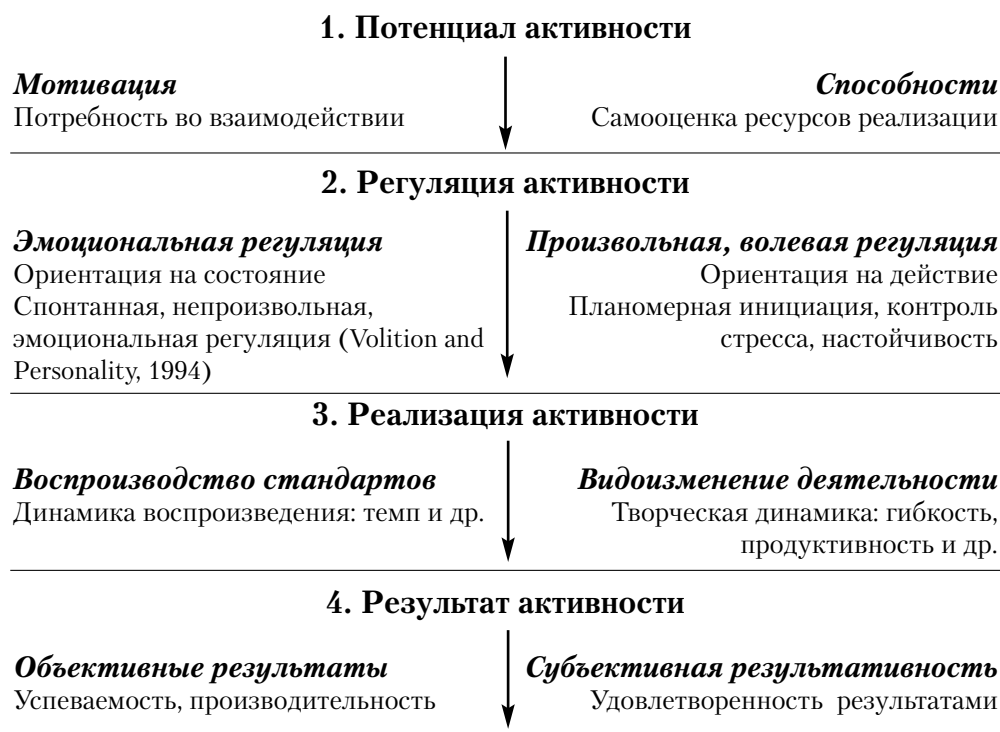 1. Потенциал активности
Мотивация
Потребность во взаимодействии
Способности
Самооценка ресурсов реализации
2. Регуляция активности
Эмоциональная регуляция
Ориентация на состояние
Спонтанная, непроизвольная,
эмоциональная регуляция (Volition and
Personality, 1994)
Произвольная, волевая регуляция
Ориентация на действие
Планомерная инициация, контроль
стресса, настойчивость
3. Реализация активности
Воспроизводство стандартов
Динамика воспроизведения: темп и др.
Видоизменение деятельности
Творческая динамика: гибкость,
продуктивность и др.
4. Результат активности
Объективные результаты
Успеваемость, производительность
Субъективная результативность
Удовлетворенность результатами